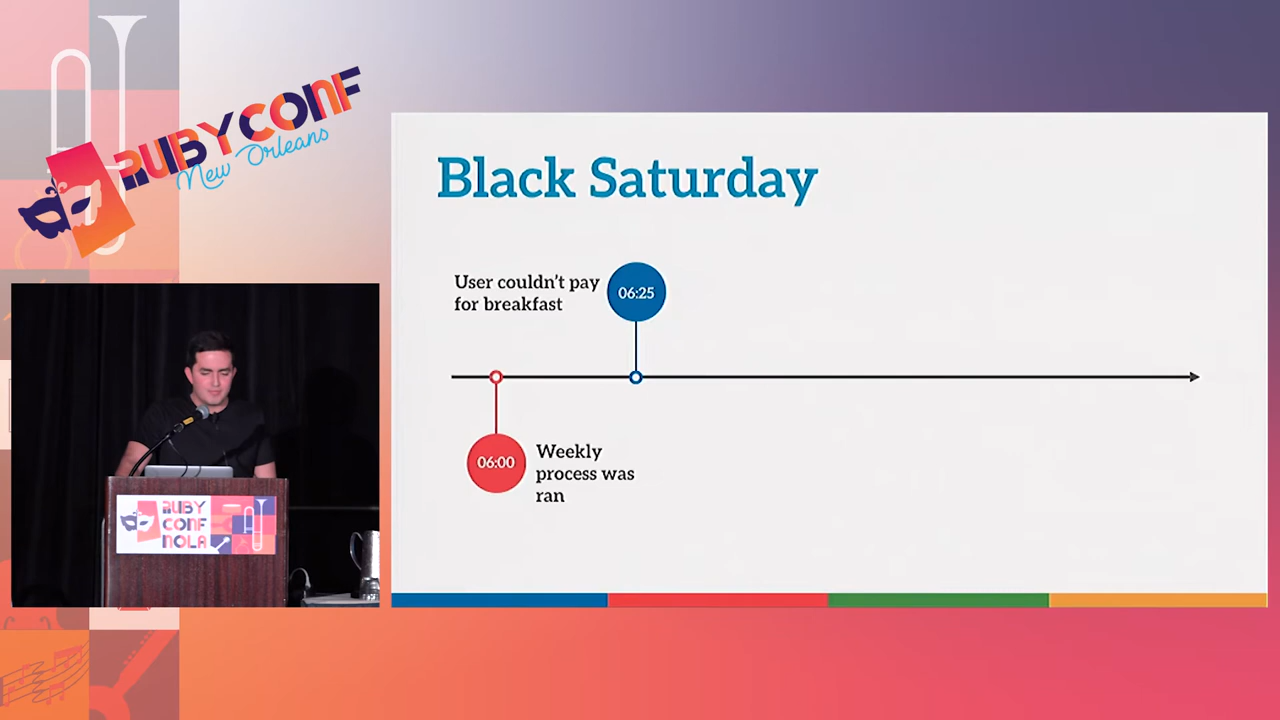 RUBYCONF
New Orleans
Black Saturday
User couldn't pay
for breakfast
06:25
06:00
Weekly
process was
ran
RUBY
CONF
NOLA